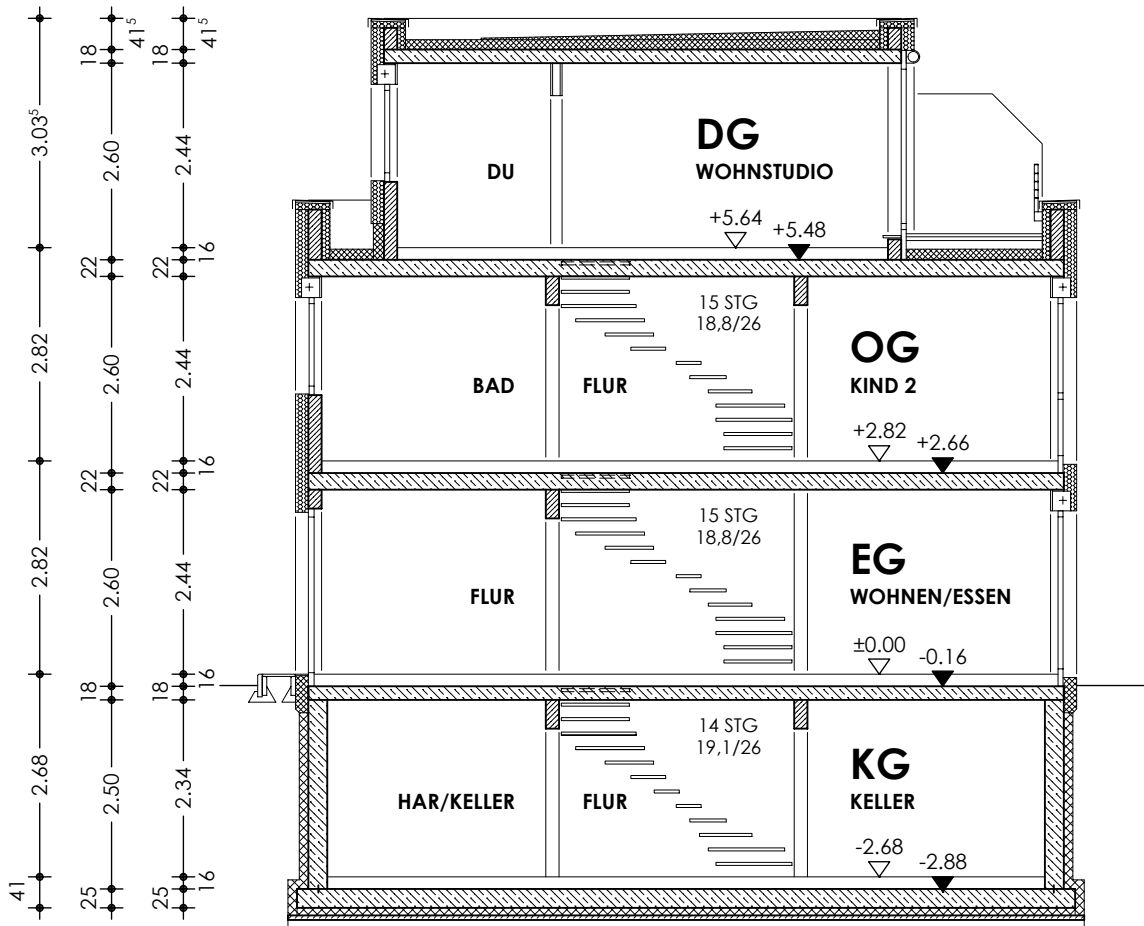 41⁵
41⁵
18
18
3.03⁵
2.60
2.44
DG
DU
WOHNSTUDIO
+5.64
+5.48
16
22
22
15 STG
18,8/26
OG
2.82
2.60
2.44
BAD
FLUR
KIND 2
+2.82
+2.66
16
22
22
15 STG
18,8/26
EG
2.82
2.60
2.44
FLUR
WOHNEN/ESSEN
±0.00
-0.16
16
18
18
14 STG
19,1/26
KG
2.68
2.50
2.34
HAR/KELLER
FLUR
KELLER
-2.68
-2.88
16
41
25
25